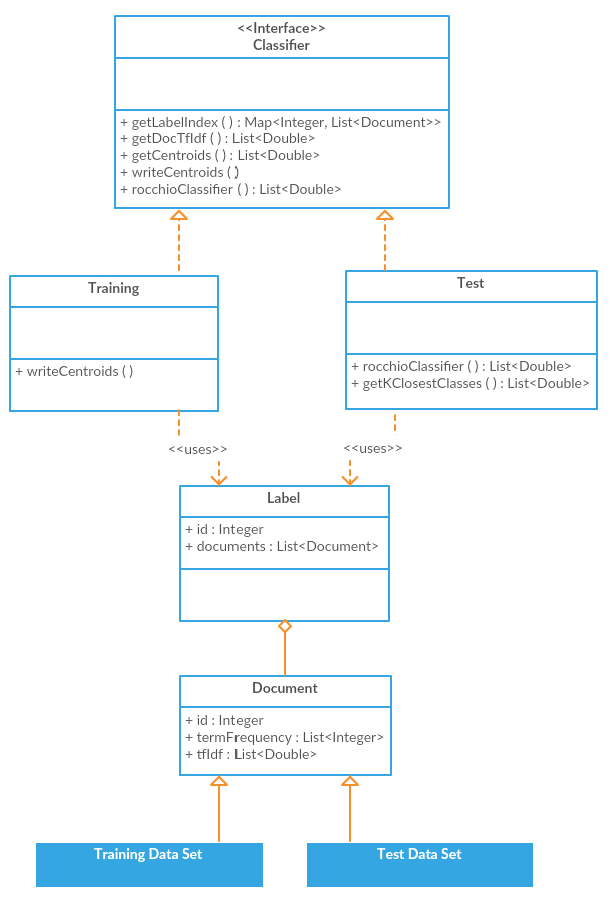 <<Interface>>
Classifier
+ getLabelIndex ( ) : Map<Integer, List<Document>>
+ getDocTfIdf ( ) : List<Double>
+ getCentroids ( ) : List<Double>
+ writeCentroids ( )
+ rocchioClassifier ( ) : List<Double>
Training
+ writeCentroids ( )
Test
+ rocchioClassifier ( ) : List<Double>
+ getKClosestClasses ( ) : List<Double>
<<uses>>
<<uses>>
Label
+ id : Integer
+ documents : List<Document>
Document
+ id : Integer
+ termFrequency : List<Integer>
+ tfIdf : List<Double>
Training Data Set
Test Data Set